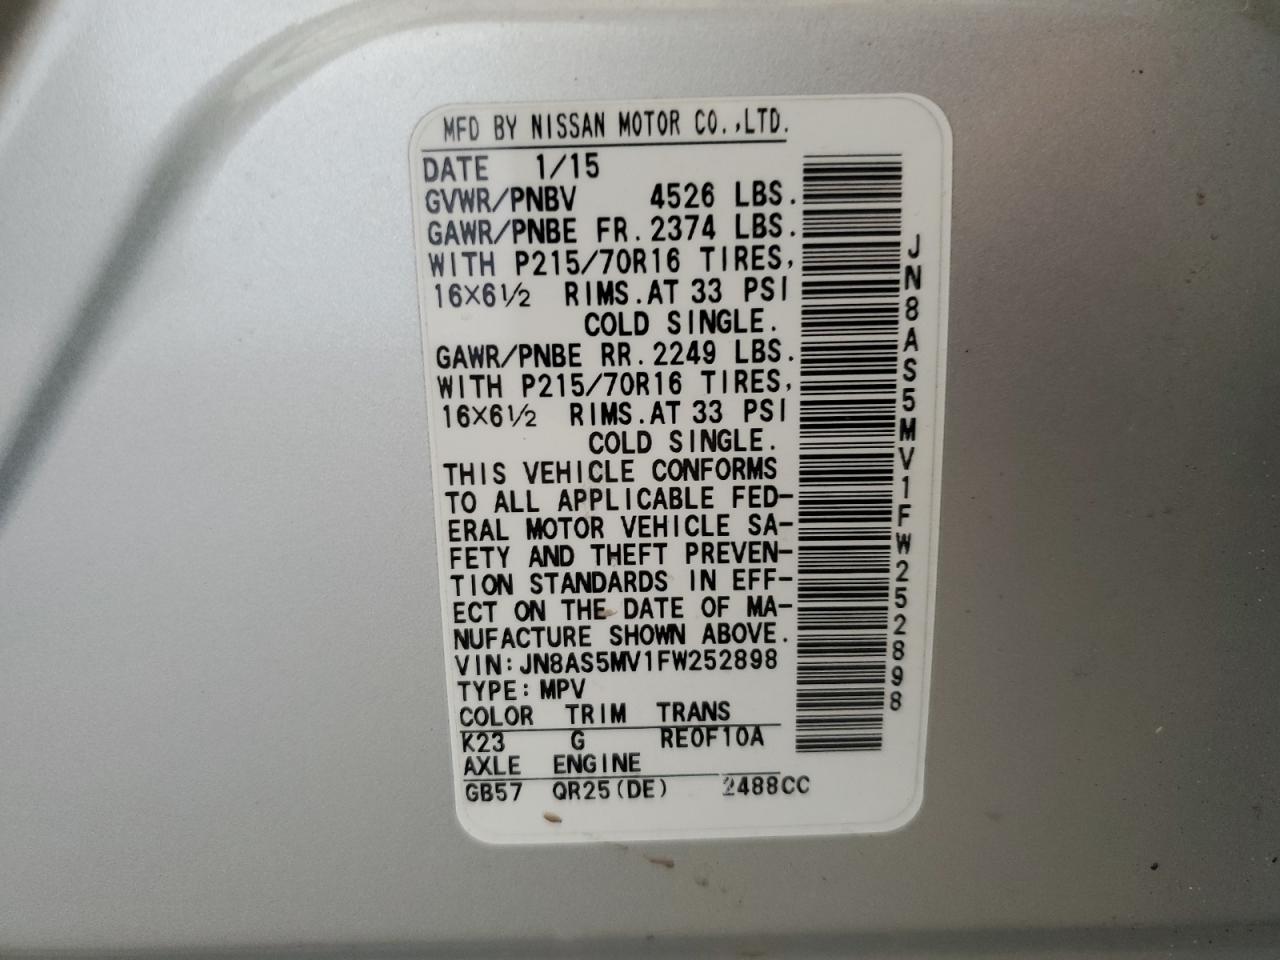 MFD BY NISSAN MOTOR CO.,LTD.
DATE 1/15
GVWR/PNBV 4526 LBS.
GAWR/PNBE FR. 2374 LBS.
WITH P215/70R16 TIRES,
16×6½ RIMS. AT 33 PSI
COLD SINGLE.
GAWR/PNBE RR. 2249 LBS.
WITH P215/70R16 TIRES,
16×6½ RIMS. AT 33 PSI
COLD SINGLE.
THIS VEHICLE CONFORMS
TO ALL APPLICABLE FED-
ERAL MOTOR VEHICLE SA-
FETY AND THEFT PREVEN-
TION STANDARDS IN EFF-
ECT ON THE DATE OF MA-
NUFACTURE SHOWN ABOVE.
VIN: JN8AS5MV1FW252898
TYPE: MPV
COLOR TRIM TRANS
K23 G RE0F10A
AXLE ENGINE
GB57 QR25(DE) 2488CC
JN8AS5MV1FW252898